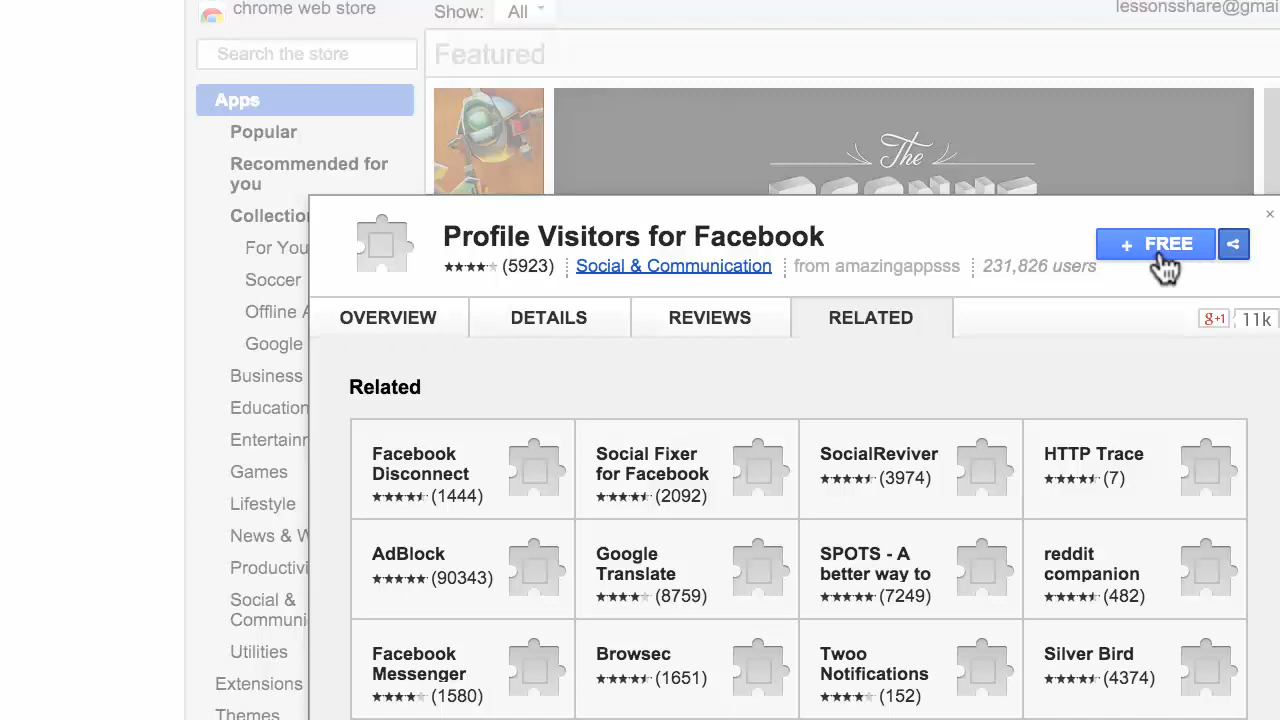 chrome web store
Show: All
lessonsshare@gmai
Search the store
Featured
Apps
Popular
Recommended for
you
Collectio
For You
Soccer
Offline A
Google
Business
Education
Entertainr
Games
Lifestyle
News & W
Productivi
Social &
Communi
Utilities
Extensions
Themes
The
Profile Visitors for Facebook
(5923) Social & Communication from amazingappsss 231,826 users
+ FREE
×
OVERVIEW DETAILS REVIEWS RELATED
g+1 11k
Related
Facebook
Disconnect
(1444)
Social Fixer
for Facebook
(2092)
SocialReviver
(3974)
HTTP Trace
(7)
AdBlock
(90343)
Google
Translate
(8759)
SPOTS - A
better way to
(7249)
reddit
companion
(482)
Facebook
Messenger
(1580)
Browsec
(1651)
Twoo
Notifications
(152)
Silver Bird
(4374)